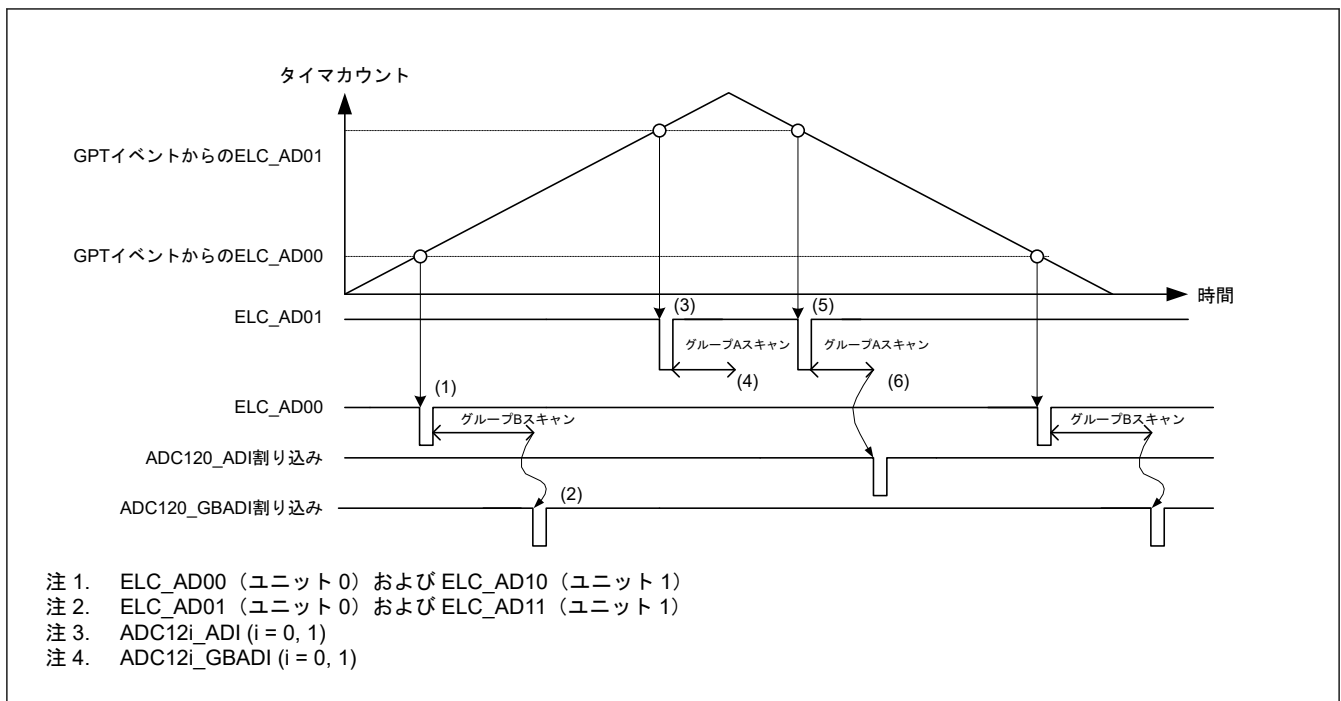 タイマカウント
GPTイベントからのELC_AD01
GPTイベントからのELC_AD00
時間
ELC_AD01
(3)
(5)
グループAスキャン
グループAスキャン
(4)
(6)
(1)
ELC_AD00
グループBスキャン
グループBスキャン
ADC120_ADI割り込み
(2)
ADC120_GBADI割り込み
注 1. ELC_AD00（ユニット 0）および ELC_AD10（ユニット 1）
注 2. ELC_AD01（ユニット 0）および ELC_AD11（ユニット 1）
注 3. ADC12i_ADI (i = 0, 1)
注 4. ADC12i_GBADI (i = 0, 1)